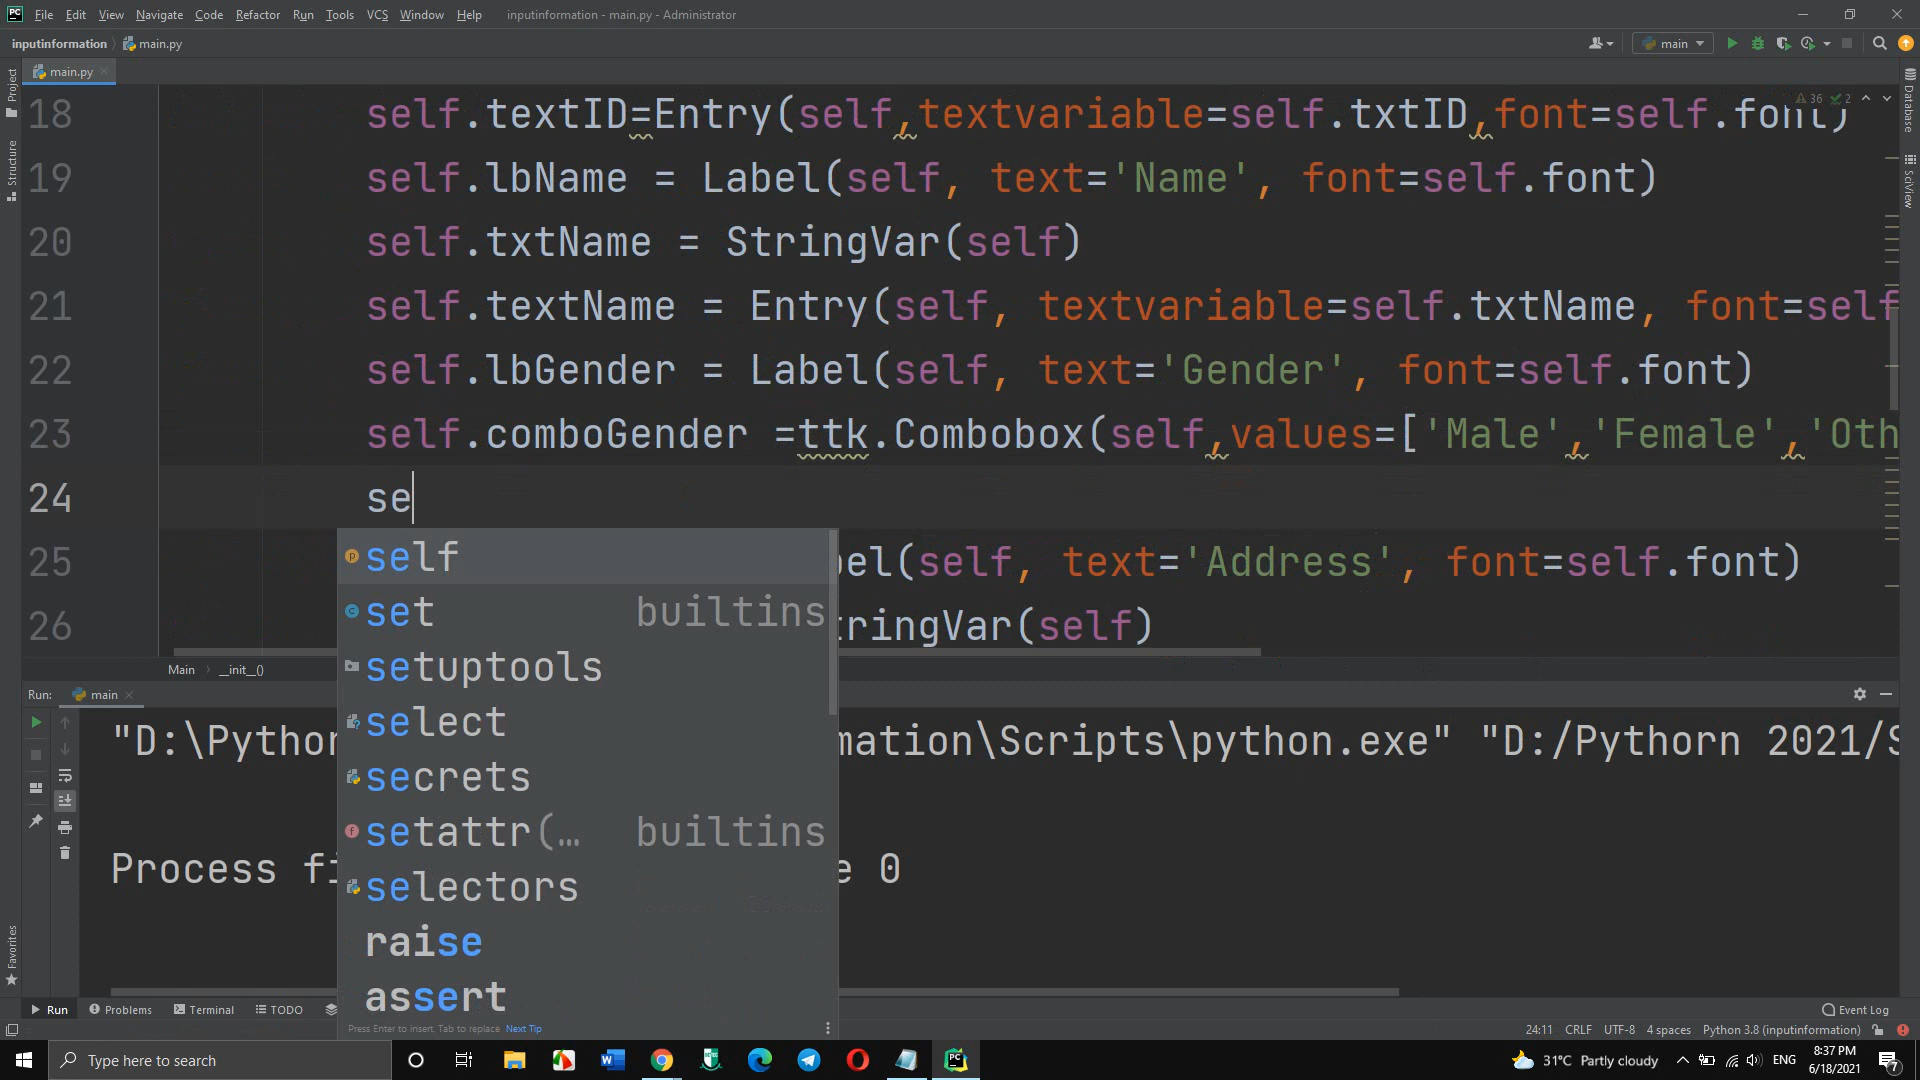 PC File Edit View Navigate Code Refactor Run Tools VCS Window Help inputinformation - main.py - Administrator
inputinformation main.py main
main.py
Project
Structure
Favorites
Database
SciView
36 2
18 self.textID=Entry(self,textvariable=self.txtID,font=self.font)
19 self.lbName = Label(self, text='Name', font=self.font)
20 self.txtName = StringVar(self)
21 self.textName = Entry(self, textvariable=self.txtName, font=self
22 self.lbGender = Label(self, text='Gender', font=self.font)
23 self.comboGender =ttk.Combobox(self,values=['Male','Female','Oth
24 se
25 bel(self, text='Address', font=self.font)
26 tringVar(self)
self
set builtins
setuptools
select
secrets
setattr(… builtins
selectors
raise
assert
Press Enter to insert, Tab to replace Next Tip
Main __init__()
Run: main
"D:\Python mation\Scripts\python.exe" "D:/Pythorn 2021/S
Process fi e 0
Run Problems Terminal TODO Event Log
24:11 CRLF UTF-8 4 spaces Python 3.8 (inputinformation)
Type here to search 31°C Partly cloudy ENG 8:37 PM
6/18/2021 7